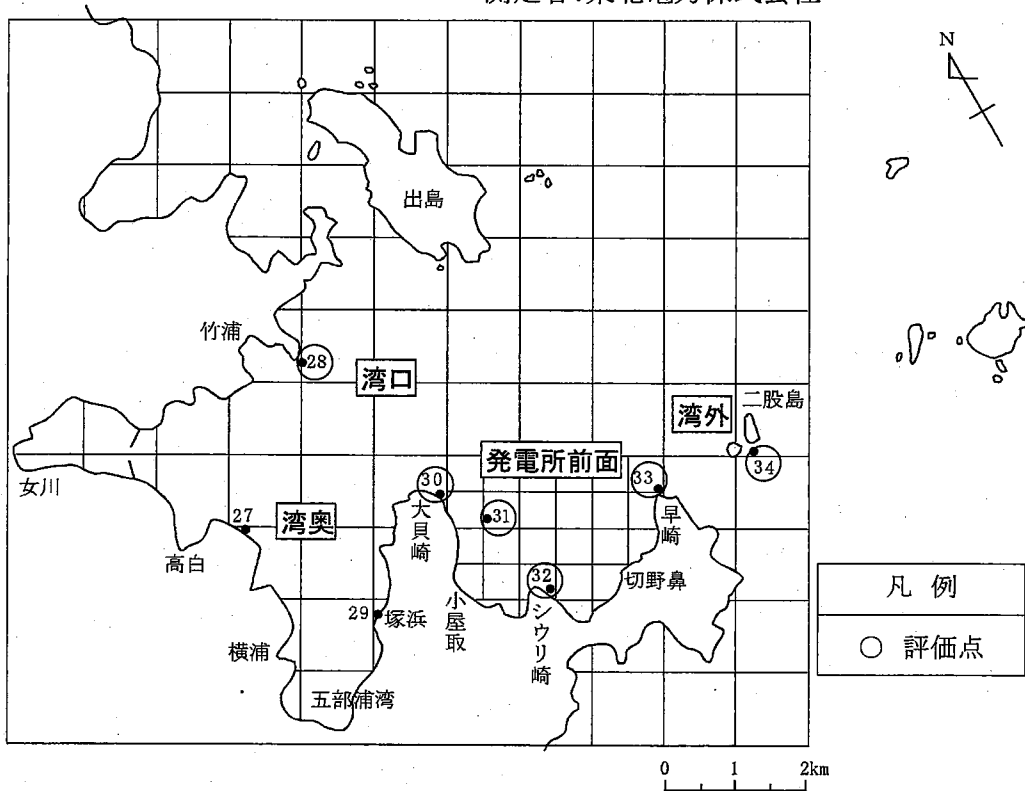 N
出島
竹浦
28
湾口
二股島
湾外
発電所前面
34
女川
30
33
31
大貝崎
早崎
27
湾奥
高白
32
切野鼻
凡 例
29
塚浜
小屋取
シウリ崎
○ 評価点
横浦
五部浦湾
0 1 2km